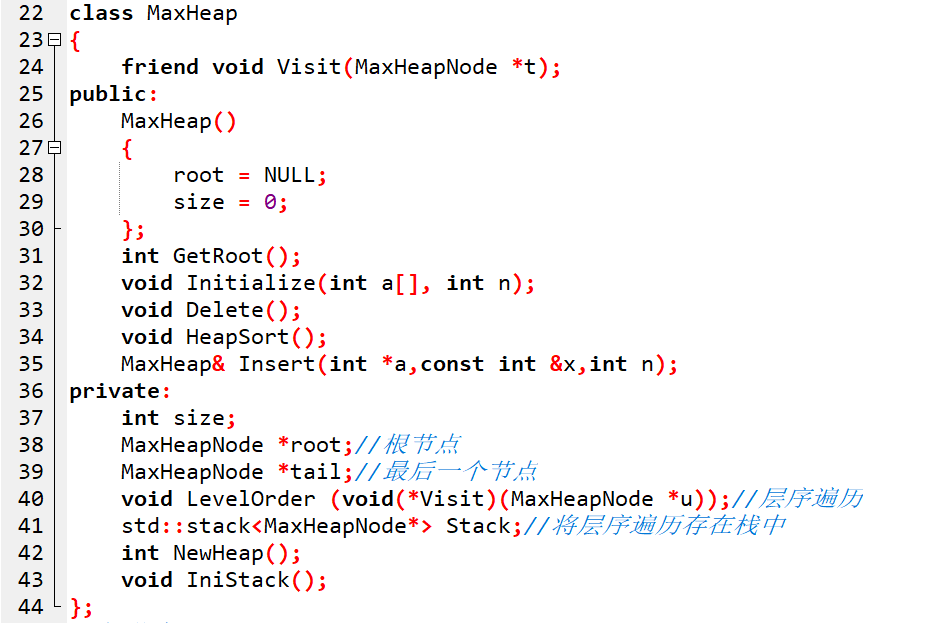 22 class MaxHeap
23 {
24     friend void Visit(MaxHeapNode *t);
25 public:
26     MaxHeap()
27     {
28         root = NULL;
29         size = 0;
30     };
31     int GetRoot();
32     void Initialize(int a[], int n);
33     void Delete();
34     void HeapSort();
35     MaxHeap& Insert(int *a,const int &x,int n);
36 private:
37     int size;
38     MaxHeapNode *root;//根节点
39     MaxHeapNode *tail;//最后一个节点
40     void LevelOrder (void(*Visit)(MaxHeapNode *u));//层序遍历
41     std::stack<MaxHeapNode*> Stack;//将层序遍历存在栈中
42     int NewHeap();
43     void IniStack();
44 };